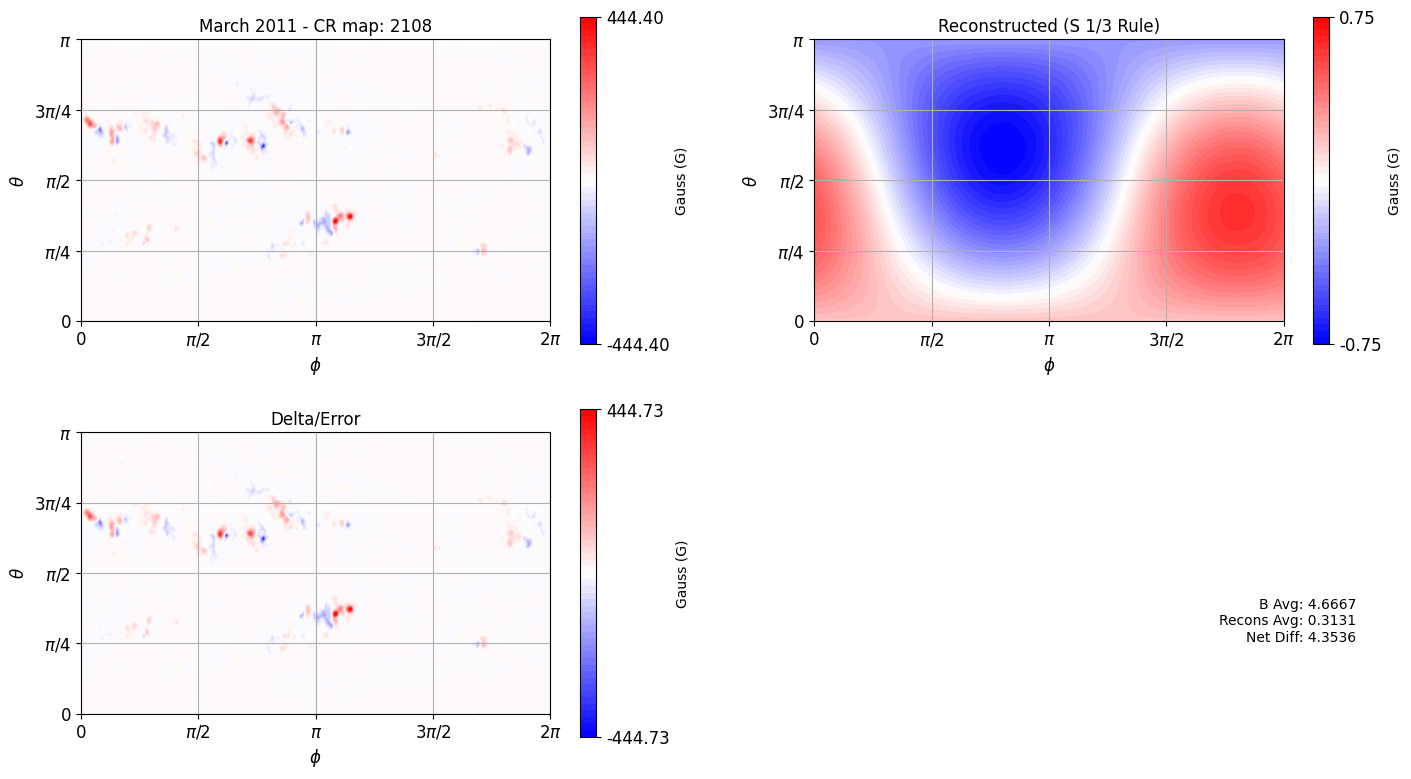 March 2011 - CR map: 2108
π
3π/4
π/2
π/4
0
θ
0
π/2
π
3π/2
2π
ϕ
444.40
-444.40
Gauss (G)
Reconstructed (S 1/3 Rule)
π
3π/4
π/2
π/4
0
θ
0
π/2
π
3π/2
2π
ϕ
0.75
-0.75
Gauss (G)
Delta/Error
π
3π/4
π/2
π/4
0
θ
0
π/2
π
3π/2
2π
ϕ
444.73
-444.73
Gauss (G)
B Avg: 4.6667
Recons Avg: 0.3131
Net Diff: 4.3536